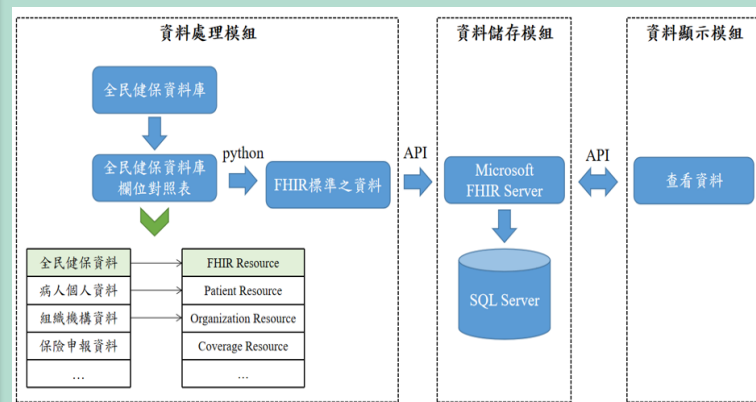 資料處理模組
全民健保資料庫
全民健保資料庫
欄位對照表
python
FHIR標準之資料
全民健保資料
FHIR Resource
病人個人資料
Patient Resource
組織機構資料
Organization Resource
保險申報資料
Coverage Resource
...
...
API
資料儲存模組
Microsoft
FHIR Server
SQL Server
API
資料顯示模組
查看資料